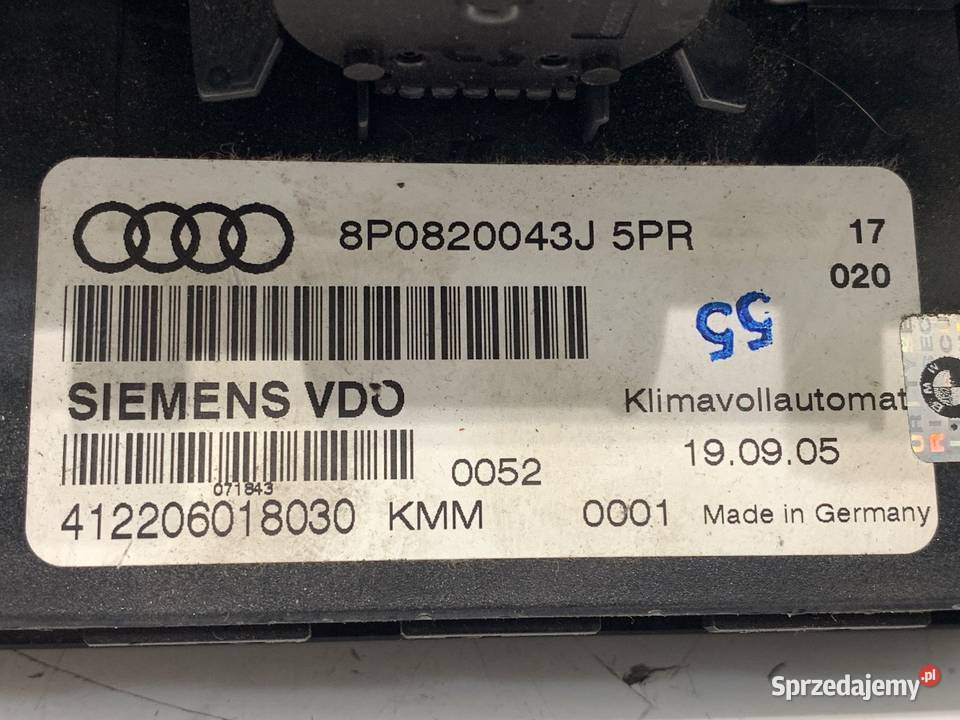 8P0820043J 5PR
17
020
55
SIEMENS VDO
Klimavollautomat
071843
0052
19.09.05
412206018030 KMM
0001
Made in Germany
BMW
Sprzedajemy.pl